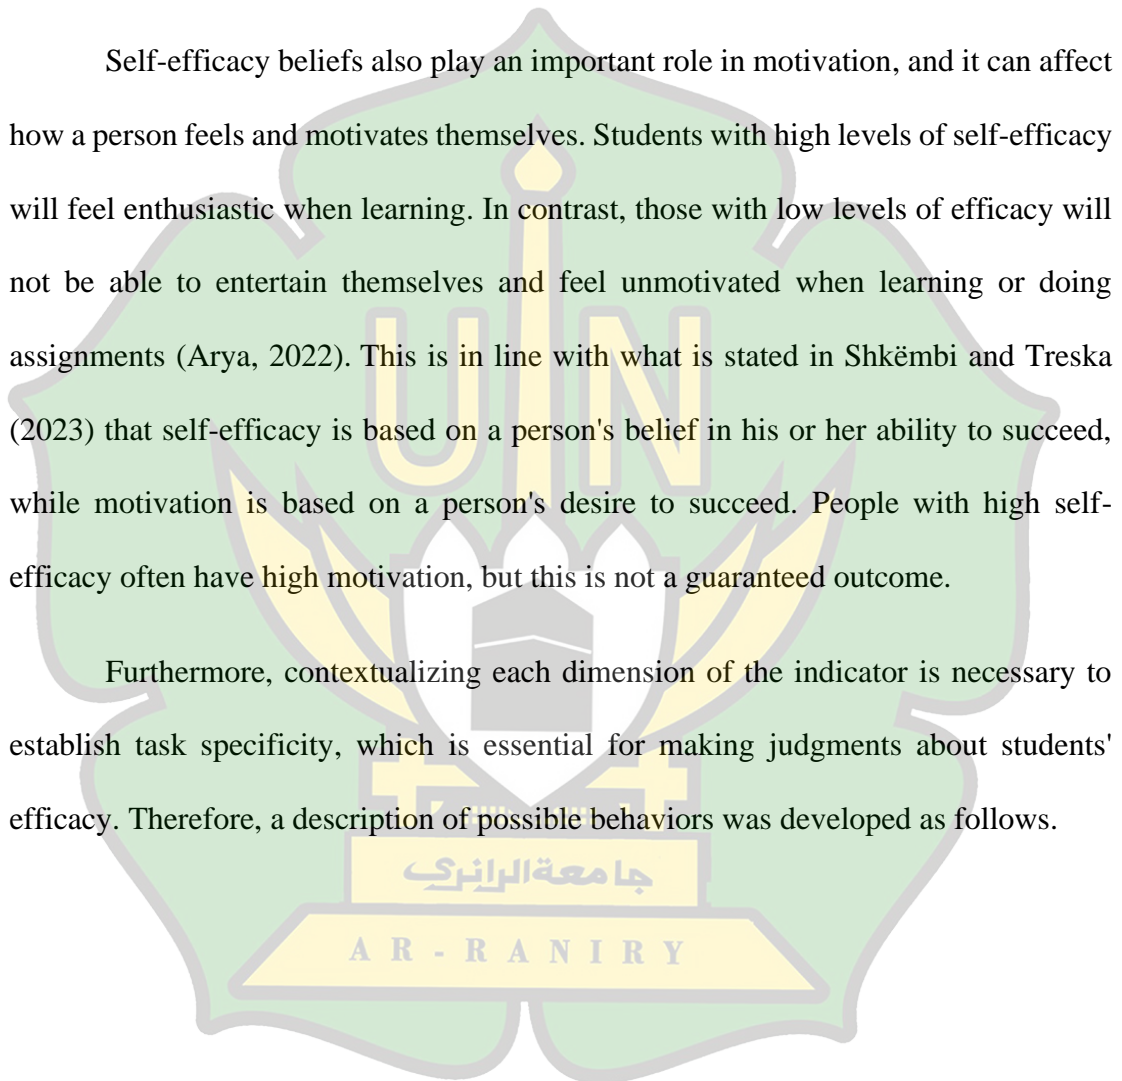 Self-efficacy beliefs also play an important role in motivation, and it can affect
how a person feels and motivates themselves. Students with high levels of self-efficacy
will feel enthusiastic when learning. In contrast, those with low levels of efficacy will
not be able to entertain themselves and feel unmotivated when learning or doing
assignments (Arya, 2022). This is in line with what is stated in Shkëmbi and Treska
(2023) that self-efficacy is based on a person's belief in his or her ability to succeed,
while motivation is based on a person's desire to succeed. People with high self-
efficacy often have high motivation, but this is not a guaranteed outcome.
Furthermore, contextualizing each dimension of the indicator is necessary to
establish task specificity, which is essential for making judgments about students'
efficacy. Therefore, a description of possible behaviors was developed as follows.
UIN
جامعةالرانري
AR-RANIRY